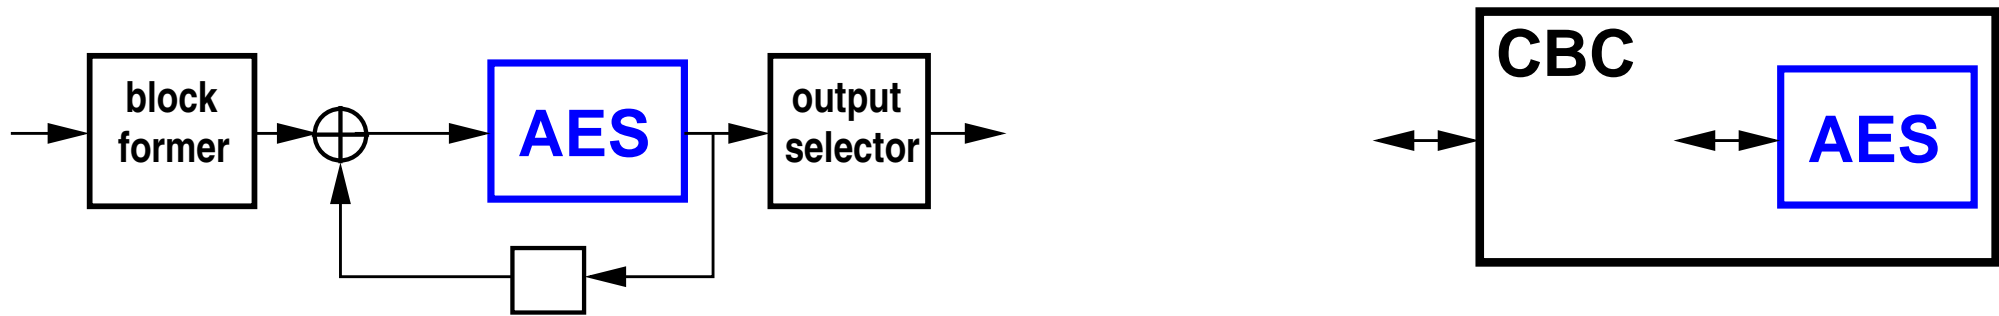 block
former
AES
output
selector
CBC
AES